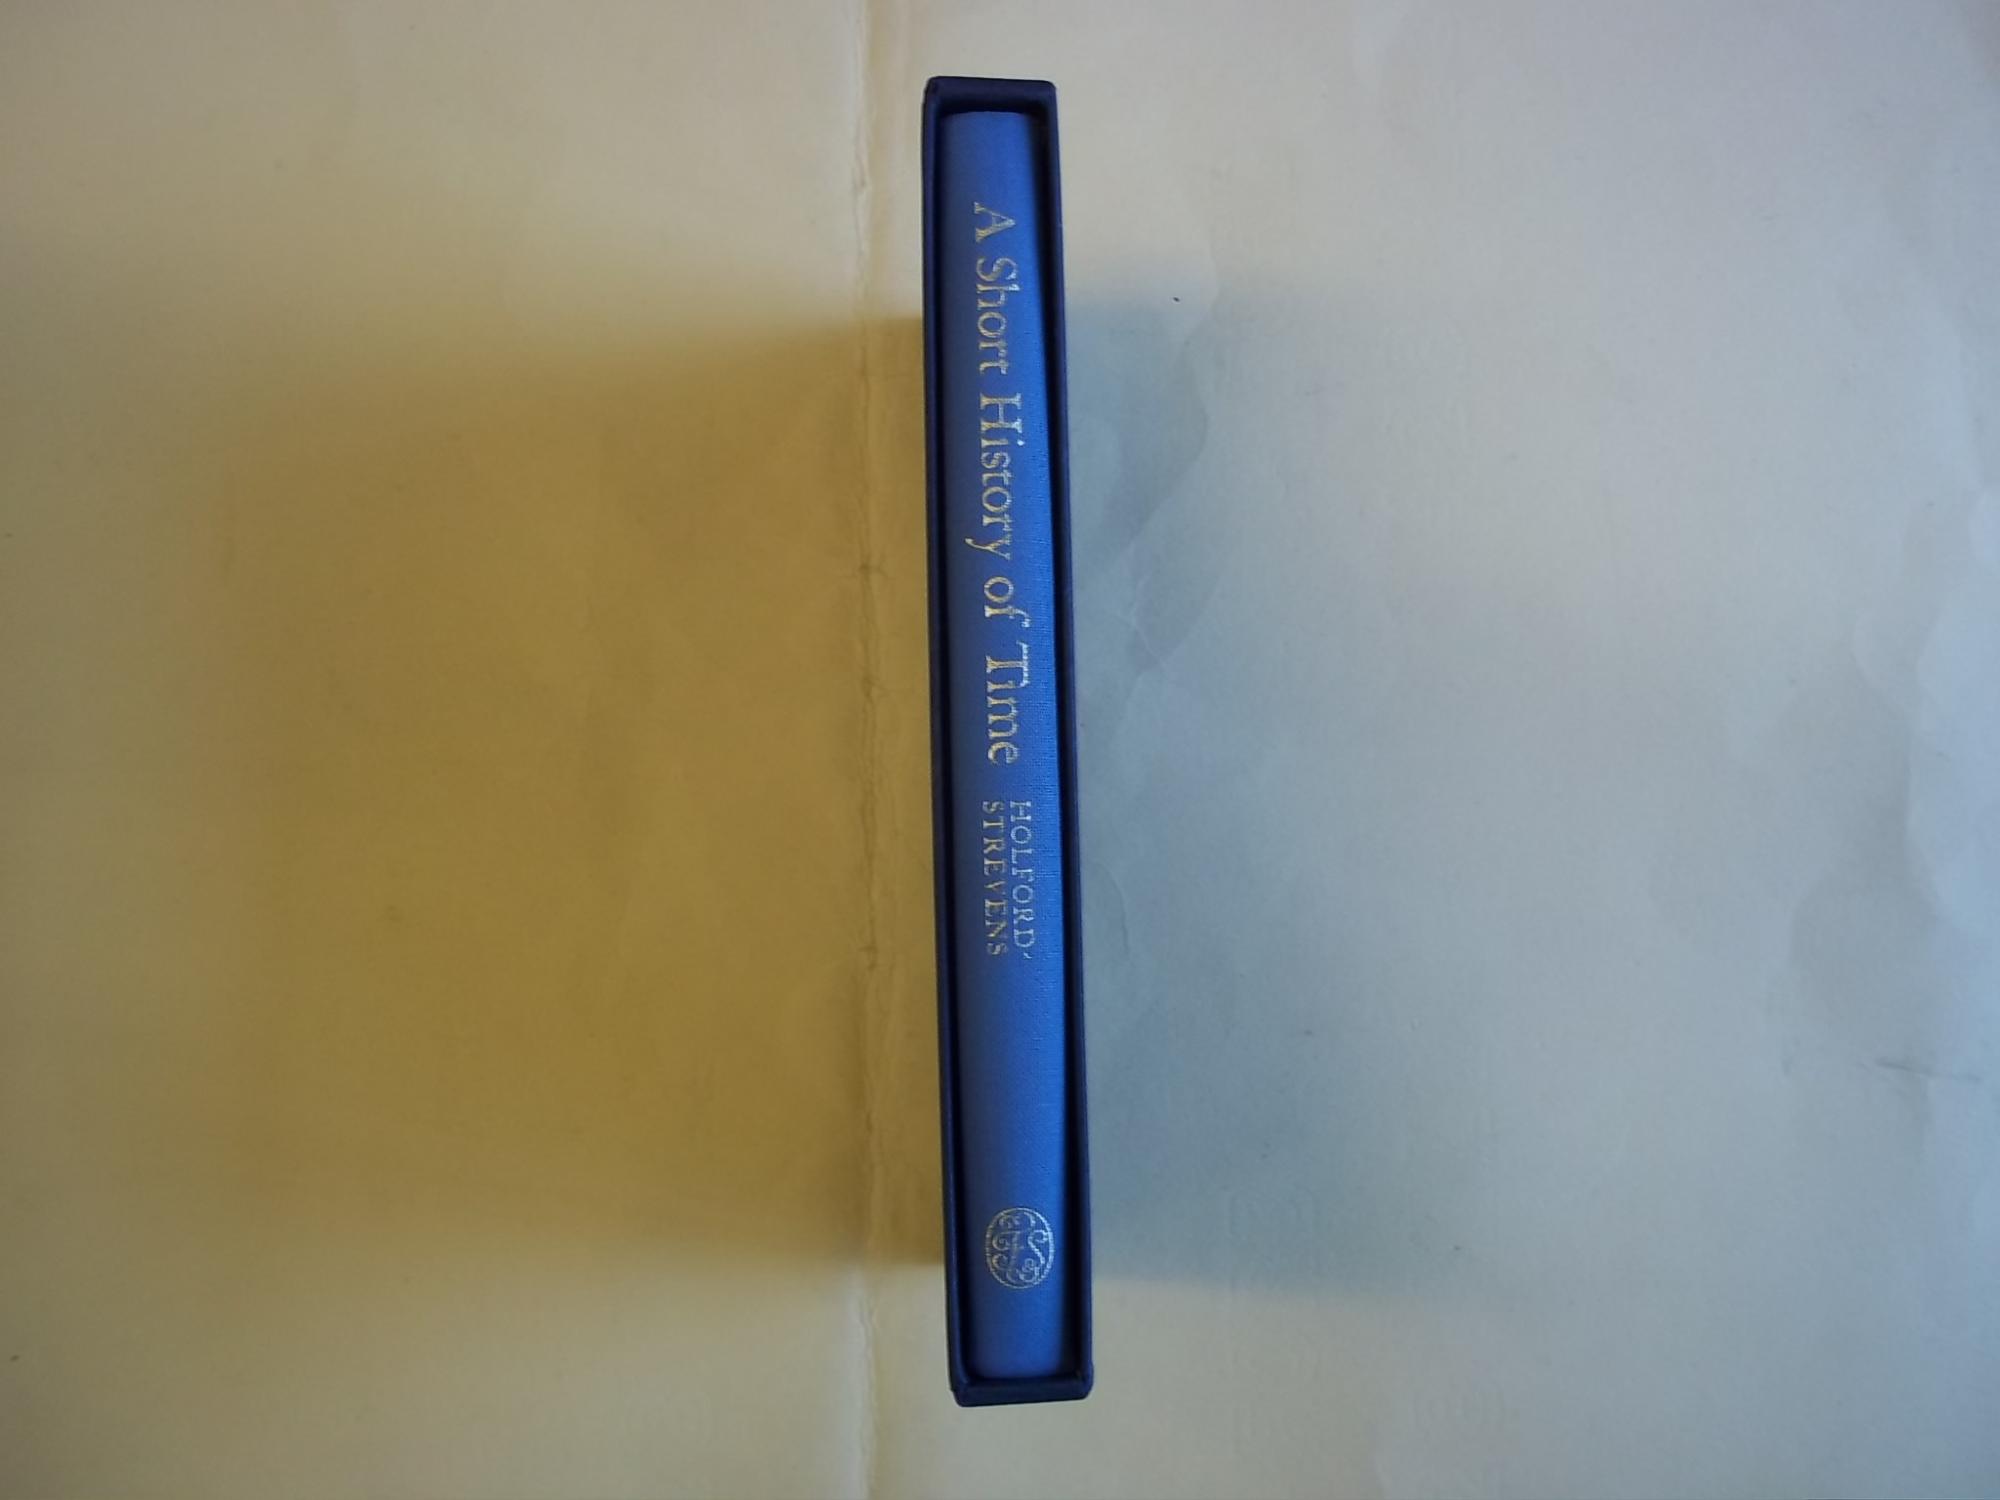 A Short History of Time
HOLFORD-
STREVENS